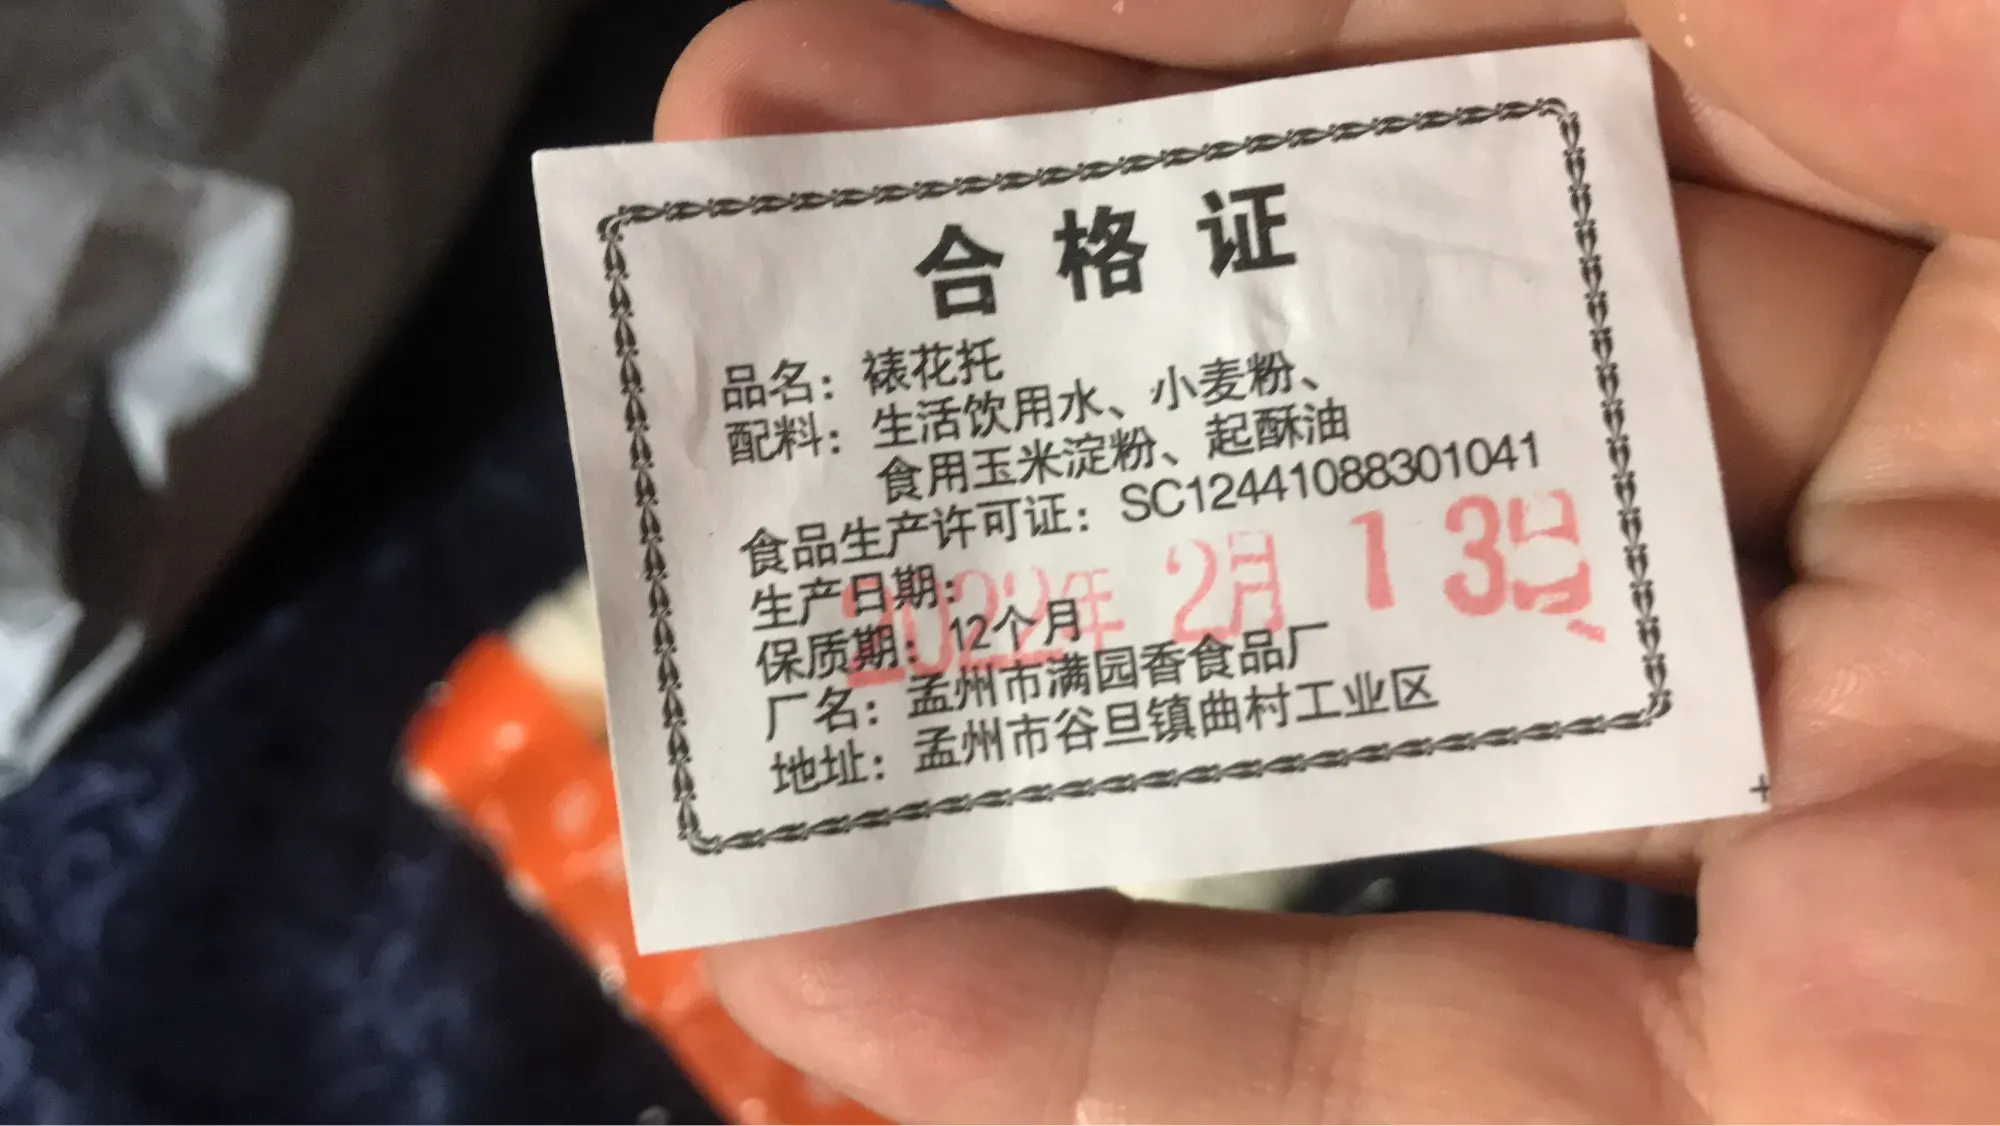 合格证
品名：裱花托
配料：生活饮用水、小麦粉、
食用玉米淀粉、起酥油
食品生产许可证：SC12441088301041
生产日期：
2022年 2月 13日
保质期：12个月
厂名：孟州市满园香食品厂
地址：孟州市谷旦镇曲村工业区